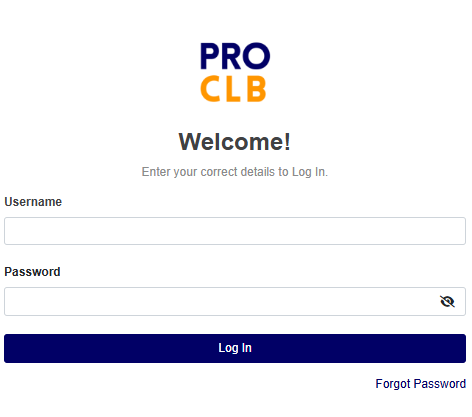 PRO
CLB
Welcome!
Enter your correct details to Log In.
Username
Password
Log In
Forgot Password